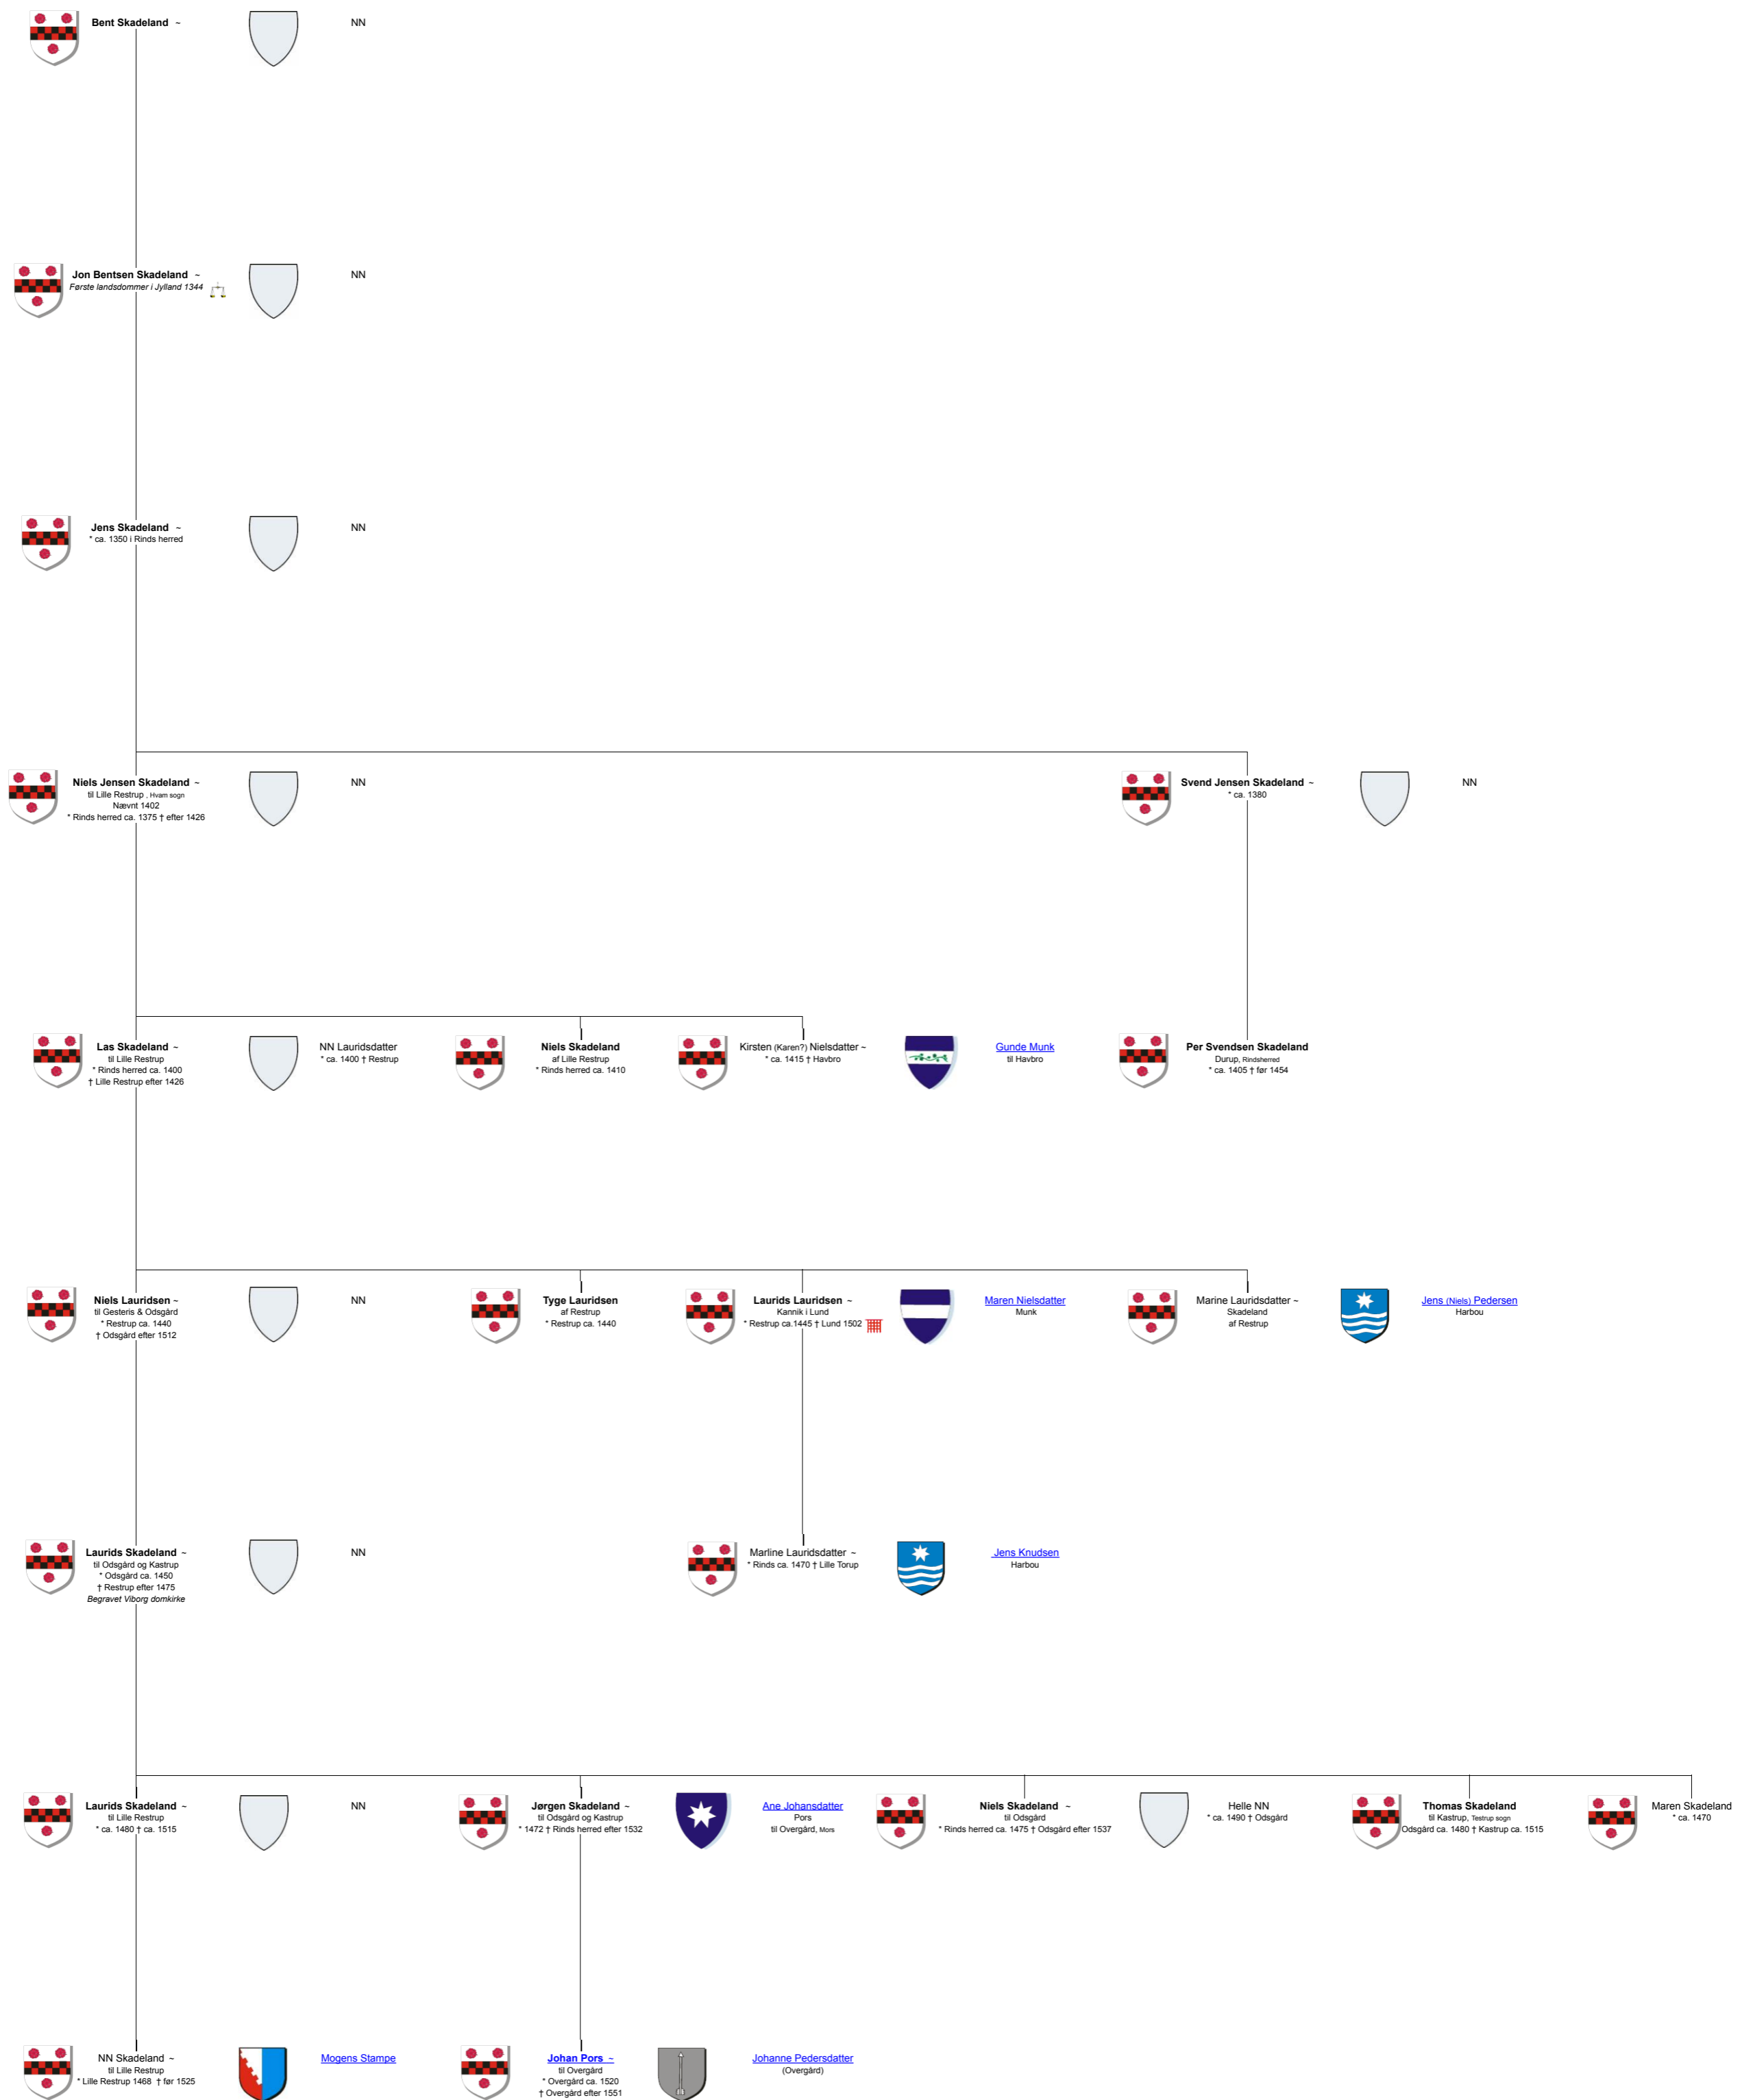 Bent Skadeland ~
NN
Jon Bentsen Skadeland ~
Første landsdommer i Jylland 1344
NN
Jens Skadeland ~
* ca. 1350 i Rinds herred
NN
Niels Jensen Skadeland ~
til Lille Restrup , Hvam sogn
Nævnt 1402
* Rinds herred ca. 1375 † efter 1426
NN
Svend Jensen Skadeland ~
* ca. 1380
NN
Las Skadeland ~
til Lille Restrup
* Rinds herred ca. 1400
† Lille Restrup efter 1426
NN Lauridsdatter
* ca. 1400 † Restrup
Niels Skadeland
af Lille Restrup
* Rinds herred ca. 1410
Kirsten (Karen?) Nielsdatter ~
* ca. 1415 † Havbro
Gunde Munk
til Havbro
Per Svendsen Skadeland
Durup, Rindsherred
* ca. 1405 † før 1454
Niels Lauridsen ~
til Gesteris & Odsgård
* Restrup ca. 1440
† Odsgård efter 1512
NN
Tyge Lauridsen
af Restrup
* Restrup ca. 1440
Laurids Lauridsen ~
Kannik i Lund
* Restrup ca.1445 † Lund 1502
Maren Nielsdatter
Munk
Marine Lauridsdatter ~
Skadeland
af Restrup
Jens (Niels) Pedersen
Harbou
Laurids Skadeland ~
til Odsgård og Kastrup
* Odsgård ca. 1450
† Restrup efter 1475
Begravet Viborg domkirke
NN
Marline Lauridsdatter ~
* Rinds ca. 1470 † Lille Torup
Jens Knudsen
Harbou
Laurids Skadeland ~
til Lille Restrup
* ca. 1480 † ca. 1515
NN
Jørgen Skadeland ~
til Odsgård og Kastrup
* 1472 † Rinds herred efter 1532
Ane Johansdatter
Pors
til Overgård, Mors
Niels Skadeland ~
til Odsgård
* Rinds herred ca. 1475 † Odsgård efter 1537
Helle NN
* ca. 1490 † Odsgård
Thomas Skadeland
til Kastrup, Testrup sogn
Odsgård ca. 1480 † Kastrup ca. 1515
Maren Skadeland
* ca. 1470
NN Skadeland ~
til Lille Restrup
* Lille Restrup 1468 † før 1525
Mogens Stampe
Johan Pors ~
til Overgård
* Overgård ca. 1520
† Overgård efter 1551
Johanne Pedersdatter
(Overgård)